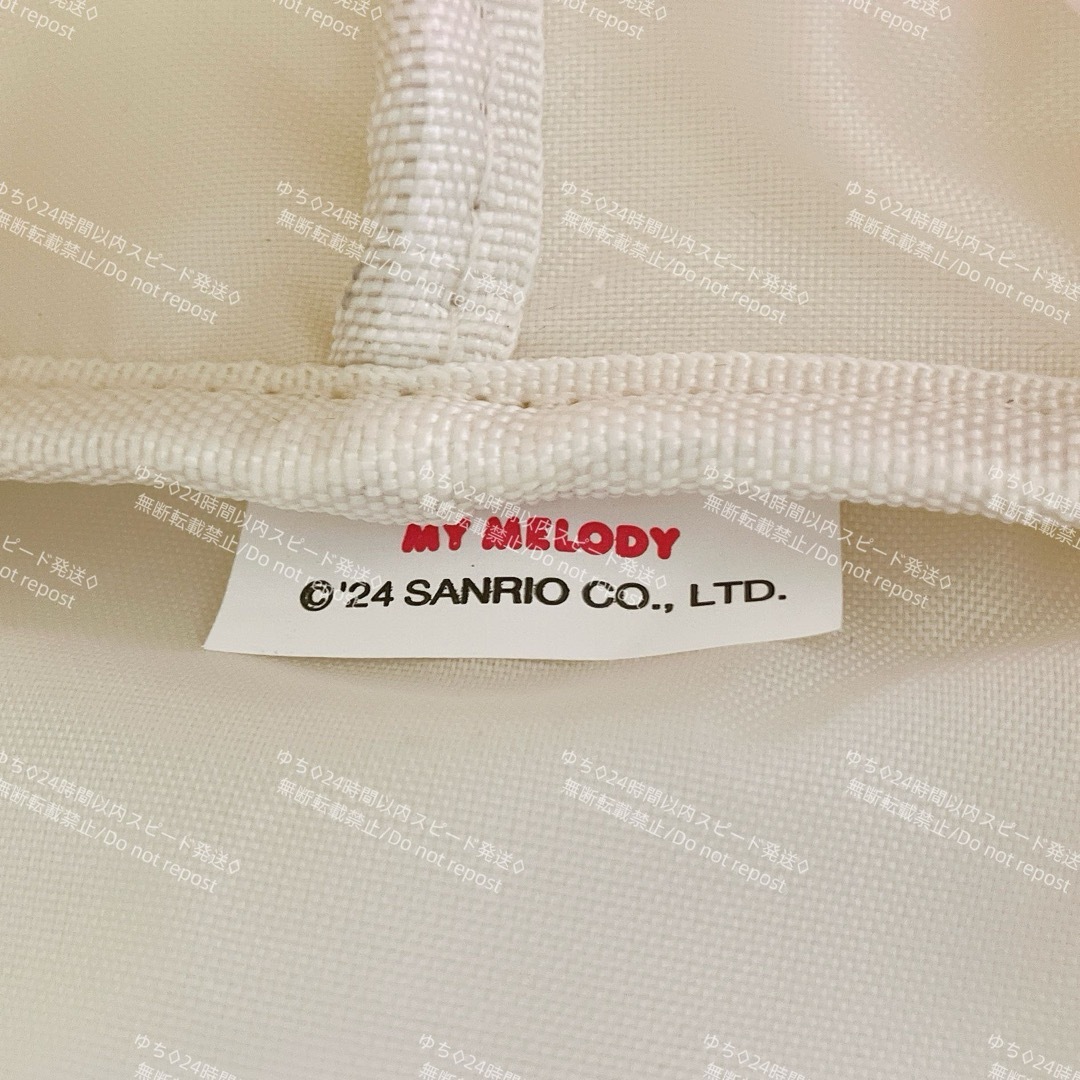 MY MELODY
©'24 SANRIO CO., LTD.
ゆち◇24時間以内スピード発送◇
無断転載禁止/Do not repost